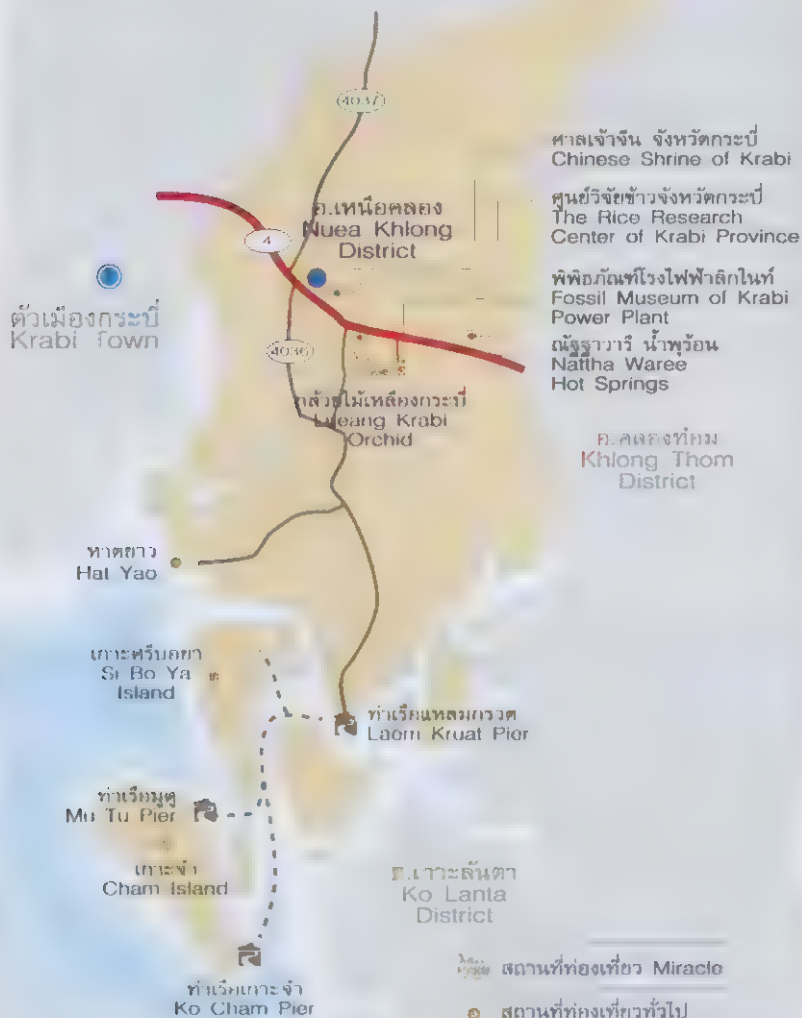 4037
ศาลเจ้าจีน จังหวัดกระบี่
Chinese Shrine of Krabi
ศูนย์วิจัยข้าวจังหวัดกระบี่
The Rice Research
Center of Krabi Province
อ.เหนือคลอง
Nuea Khlong
District
4
พิพิธภัณฑ์โรงไฟฟ้าลิกไนท์
Fossil Museum of Krabi
Power Plant
ตัวเมืองกระบี่
Krabi Town
4036
ณัฐฐาวารี น้ำพุร้อน
Nattha Waree
Hot Springs
กล้วยไม้เหลืองกระบี่
Lueang Krabi
Orchid
อ.คลองท่อม
Khlong Thom
District
หาดยาว
Hat Yao
เกาะศรีบอยา
Si Bo Ya
Island
ท่าเรือแหลมกรวด
Laem Kruat Pier
ท่าเรือมูตู
Mu Tu Pier
เกาะจำ
Cham Island
อ.เกาะลันตา
Ko Lanta
District
ท่าเรือเกาะจำ
Ko Cham Pier
สถานที่ท่องเที่ยว Miracle
สถานที่ท่องเที่ยวทั่วไป